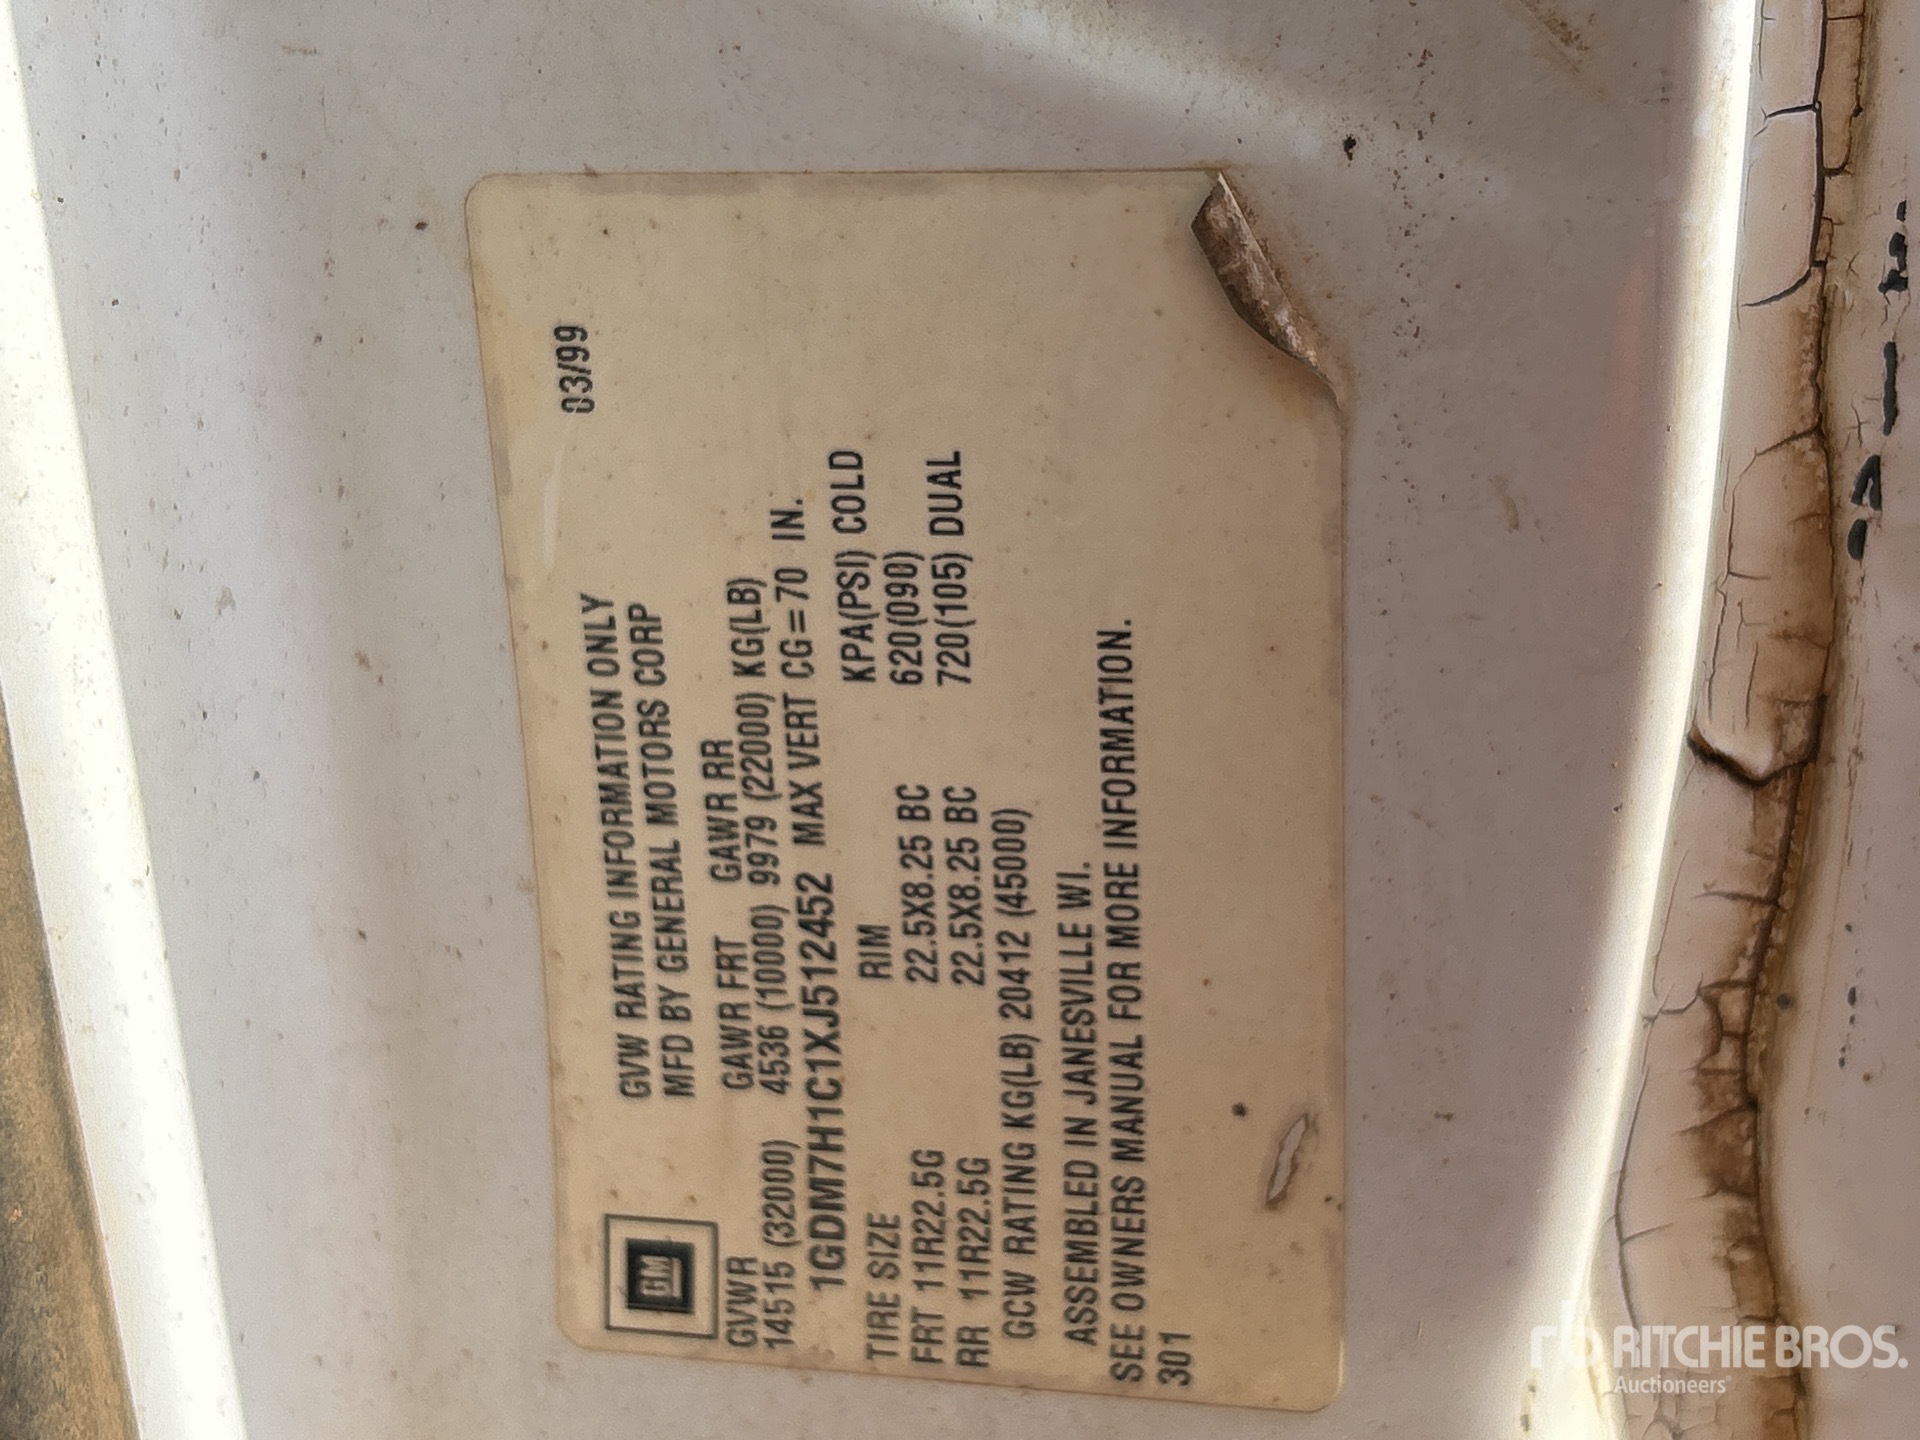 GM
GVW RATING INFORMATION ONLY 03/99
MFD BY GENERAL MOTORS CORP
GVWR GAWR FRT GAWR RR
14515 (32000) 4536 (10000) 9979 (22000) KG(LB)
1GDM7H1C1XJ512452 MAX VERT CG=70 IN.
TIRE SIZE RIM KPA(PSI) COLD
FRT 11R22.5G 22.5X8.25 BC 620(090)
RR 11R22.5G 22.5X8.25 BC 720(105) DUAL
GCW RATING KG(LB) 20412 (45000)
ASSEMBLED IN JANESVILLE WI.
SEE OWNERS MANUAL FOR MORE INFORMATION.
301
rb RITCHIE BROS.
Auctioneers